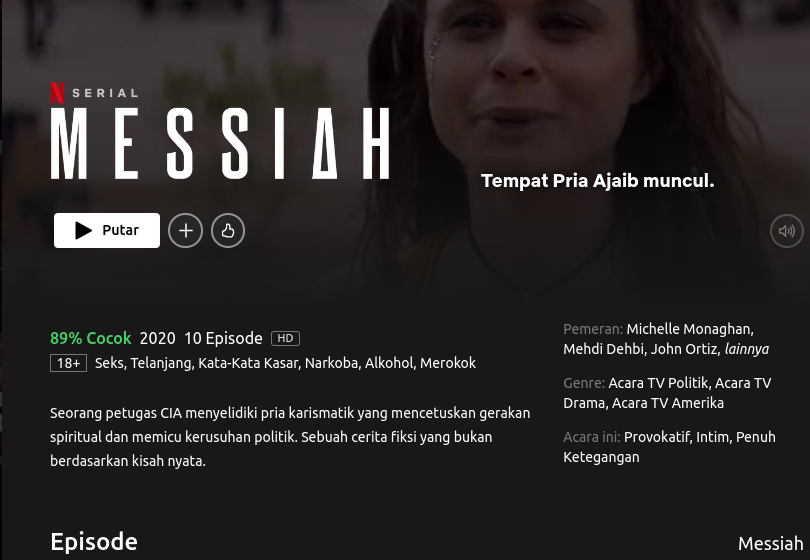 N SERIAL
MESSIAH
Tempat Pria Ajaib muncul.
Putar
89% Cocok 2020 10 Episode HD
18+ Seks, Telanjang, Kata-Kata Kasar, Narkoba, Alkohol, Merokok
Seorang petugas CIA menyelidiki pria karismatik yang mencetuskan gerakan
spiritual dan memicu kerusuhan politik. Sebuah cerita fiksi yang bukan
berdasarkan kisah nyata.
Pemeran: Michelle Monaghan,
Mehdi Dehbi, John Ortiz, lainnya
Genre: Acara TV Politik, Acara TV
Drama, Acara TV Amerika
Acara ini: Provokatif, Intim, Penuh
Ketegangan
Episode
Messiah